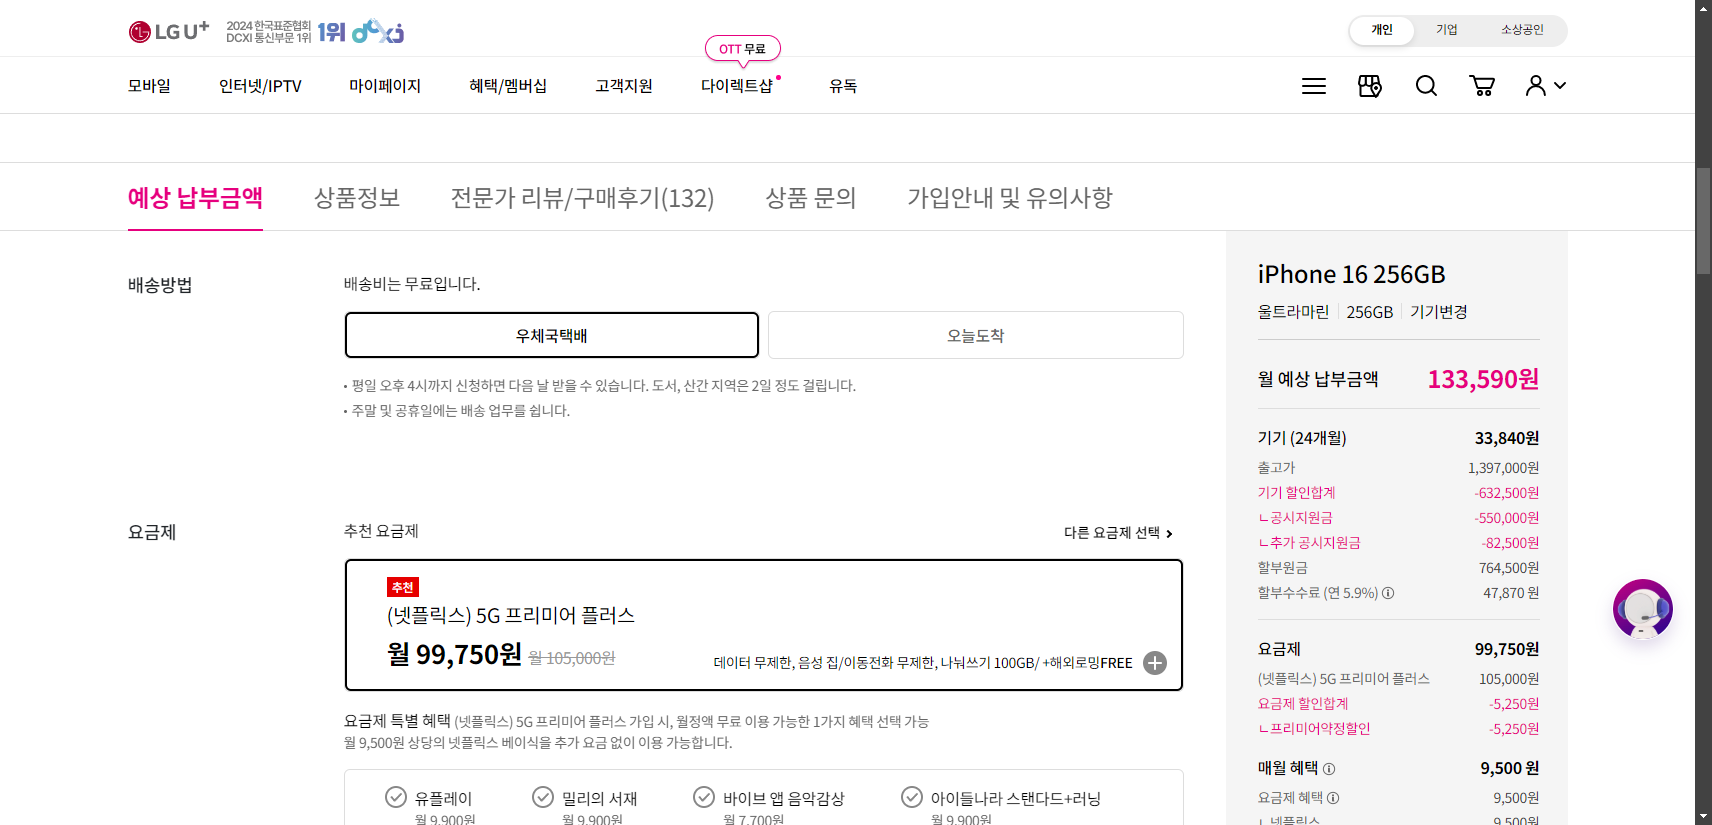 LG U+
2024 한국표준협회
DCXI 통신부문 1위
1위 dcxi
개인
기업
소상공인
OTT 무료
모바일
인터넷/IPTV
마이페이지
혜택/멤버십
고객지원
다이렉트샵
유독
예상 납부금액
상품정보
전문가 리뷰/구매후기(132)
상품 문의
가입안내 및 유의사항
배송방법
배송비는 무료입니다.
우체국택배
오늘도착
• 평일 오후 4시까지 신청하면 다음 날 받을 수 있습니다. 도서, 산간 지역은 2일 정도 걸립니다.
• 주말 및 공휴일에는 배송 업무를 쉽니다.
요금제
추천 요금제
다른 요금제 선택
추천
(넷플릭스) 5G 프리미어 플러스
월 99,750원 월 105,000원
데이터 무제한, 음성 집/이동전화 무제한, 나눠쓰기 100GB/ +해외로밍FREE
요금제 특별 혜택 (넷플릭스) 5G 프리미어 플러스 가입 시, 월정액 무료 이용 가능한 1가지 혜택 선택 가능
월 9,500원 상당의 넷플릭스 베이식을 추가 요금 없이 이용 가능합니다.
유플레이
월 9,900원
밀리의 서재
월 9,900원
바이브 앱 음악감상
월 7,700원
아이들나라 스탠다드+러닝
월 9,900원
iPhone 16 256GB
울트라마린 256GB 기기변경
월 예상 납부금액 133,590원
기기 (24개월) 33,840원
출고가 1,397,000원
기기 할인합계 -632,500원
ㄴ공시지원금 -550,000원
ㄴ추가 공시지원금 -82,500원
할부원금 764,500원
할부수수료 (연 5.9%) 47,870 원
요금제 99,750원
(넷플릭스) 5G 프리미어 플러스 105,000원
요금제 할인합계 -5,250원
ㄴ프리미어약정할인 -5,250원
매월 혜택 9,500 원
요금제 혜택 9,500원
ㄴ넷플릭스 9,500원